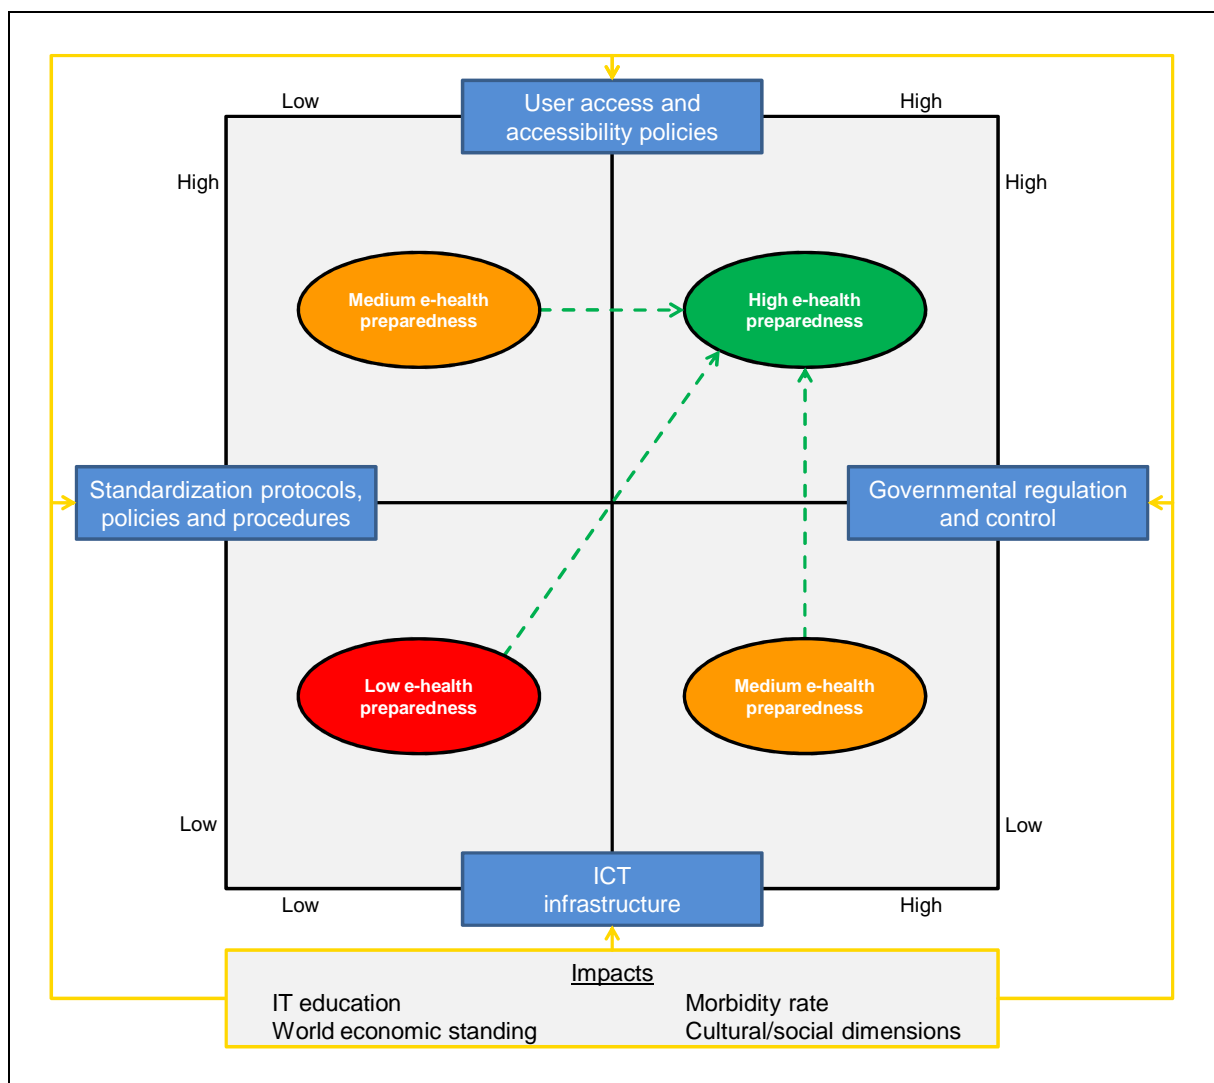 User access and
accessibility policies
Low
High
High
High
Medium e-health
preparedness
High e-health
preparedness
Standardization protocols,
policies and procedures
Governmental regulation
and control
Low e-health
preparedness
Medium e-health
preparedness
Low
Low
ICT
infrastructure
Low
High
Impacts
IT education
Morbidity rate
World economic standing
Cultural/social dimensions